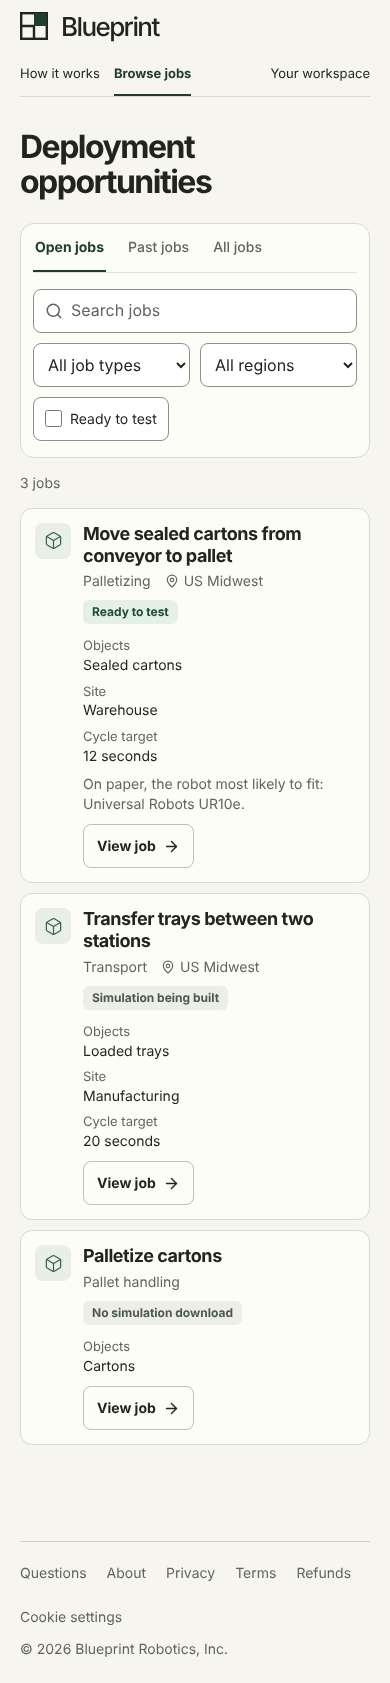 Blueprint
How it works Browse jobs Your workspace
Deployment
opportunities
Open jobs Past jobs All jobs
Search jobs
All job types All regions
Ready to test
3 jobs
Move sealed cartons from
conveyor to pallet
Palletizing US Midwest
Ready to test
Objects
Sealed cartons
Site
Warehouse
Cycle target
12 seconds
On paper, the robot most likely to fit:
Universal Robots UR10e.
View job
Transfer trays between two
stations
Transport US Midwest
Simulation being built
Objects
Loaded trays
Site
Manufacturing
Cycle target
20 seconds
View job
Palletize cartons
Pallet handling
No simulation download
Objects
Cartons
View job
Questions About Privacy Terms Refunds
Cookie settings
© 2026 Blueprint Robotics, Inc.